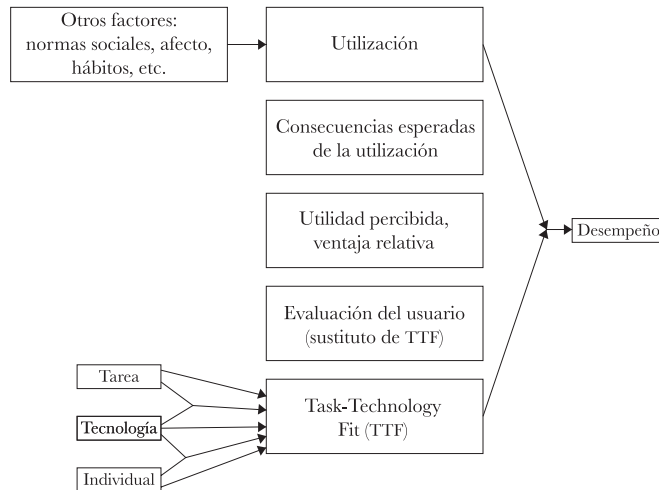 Otros factores:
normas sociales, afecto,
hábitos, etc.
Utilización
Consecuencias esperadas
de la utilización
Utilidad percibida,
ventaja relativa
Desempeño
Evaluación del usuario
(sustituto de TTF)
Tarea
Tecnología
Individual
Task-Technology
Fit (TTF)